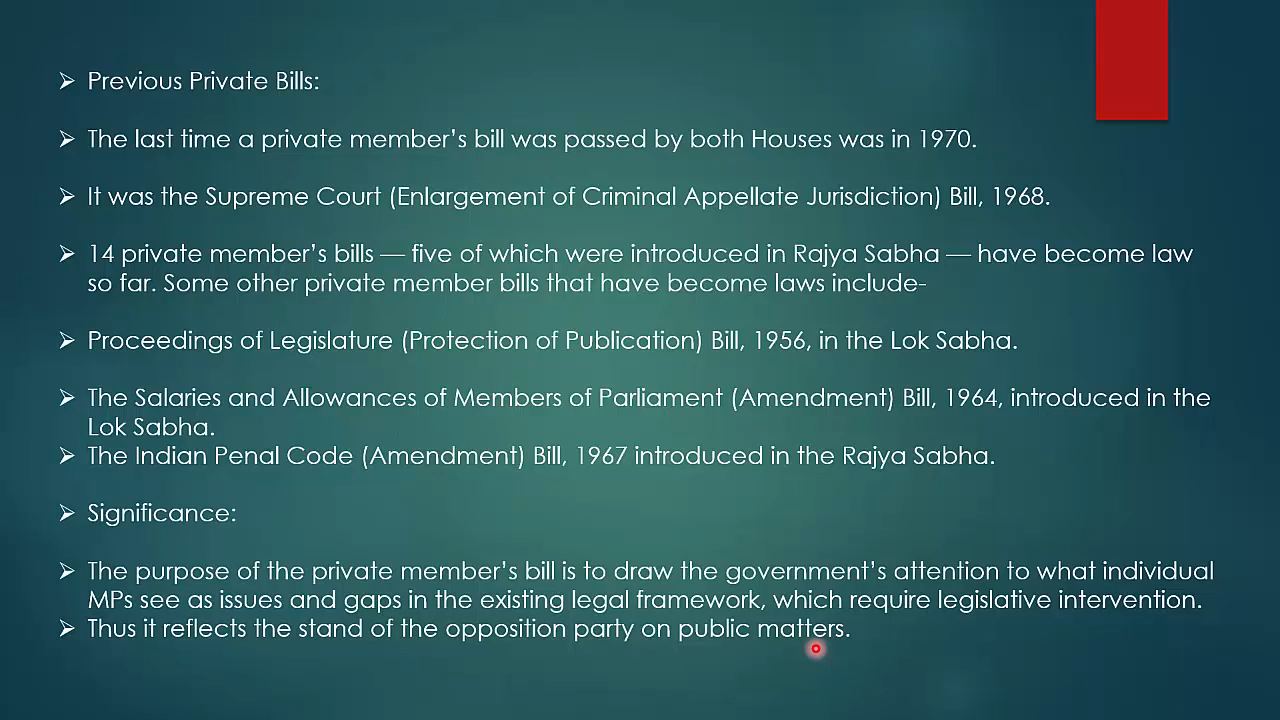 ➢ Previous Private Bills:
➢ The last time a private member’s bill was passed by both Houses was in 1970.
➢ It was the Supreme Court (Enlargement of Criminal Appellate Jurisdiction) Bill, 1968.
➢ 14 private member’s bills — five of which were introduced in Rajya Sabha — have become law
so far. Some other private member bills that have become laws include-
➢ Proceedings of Legislature (Protection of Publication) Bill, 1956, in the Lok Sabha.
➢ The Salaries and Allowances of Members of Parliament (Amendment) Bill, 1964, introduced in the
Lok Sabha.
➢ The Indian Penal Code (Amendment) Bill, 1967 introduced in the Rajya Sabha.
➢ Significance:
➢ The purpose of the private member’s bill is to draw the government’s attention to what individual
MPs see as issues and gaps in the existing legal framework, which require legislative intervention.
➢ Thus it reflects the stand of the opposition party on public matters.